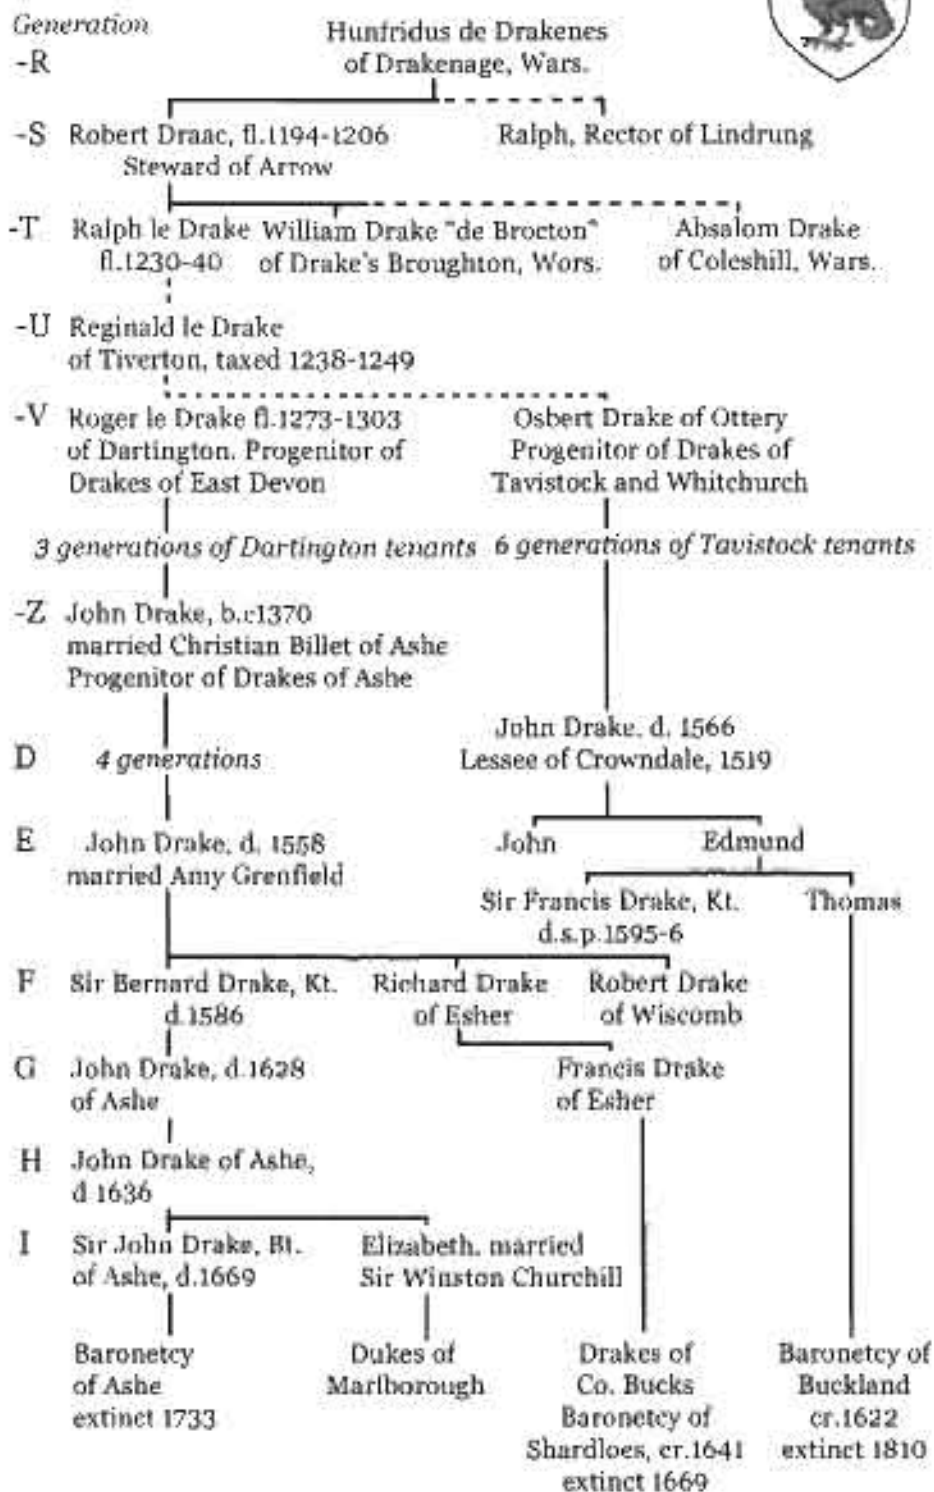 Generation
Hunfridus de Drakenes
-R
of Drakenage, Wars.
-S Robert Draac, fl.1194-1206
Steward of Arrow
Ralph, Rector of Lindrung
-T Ralph le Drake
fl.1230-40
William Drake "de Brocton"
of Drake's Broughton, Wors.
Absalom Drake
of Coleshill, Wars.
-U Reginald le Drake
of Tiverton, taxed 1238-1249
-V Roger le Drake fl.1273-1303
of Dartington. Progenitor of
Drakes of East Devon
Osbert Drake of Ottery
Progenitor of Drakes of
Tavistock and Whitchurch
3 generations of Dartington tenants
6 generations of Tavistock tenants
-Z John Drake, b.c1370
married Christian Billet of Ashe
Progenitor of Drakes of Ashe
John Drake, d. 1566
Lessee of Crowndale, 1519
D 4 generations
E John Drake, d. 1558
married Amy Grenfield
John
Edmund
Sir Francis Drake, Kt.
d.s.p.1595-6
Thomas
F Sir Bernard Drake, Kt.
d.1586
Richard Drake
of Esher
Robert Drake
of Wiscomb
G John Drake, d.1628
of Ashe
Francis Drake
of Esher
H John Drake of Ashe,
d 1636
I Sir John Drake, Bt.
of Ashe, d.1669
Elizabeth, married
Sir Winston Churchill
Baronetcy
of Ashe
extinct 1733
Dukes of
Marlborough
Drakes of
Co. Bucks
Baronetcy of
Shardloes, cr.1641
extinct 1669
Baronetcy of
Buckland
cr.1622
extinct 1810